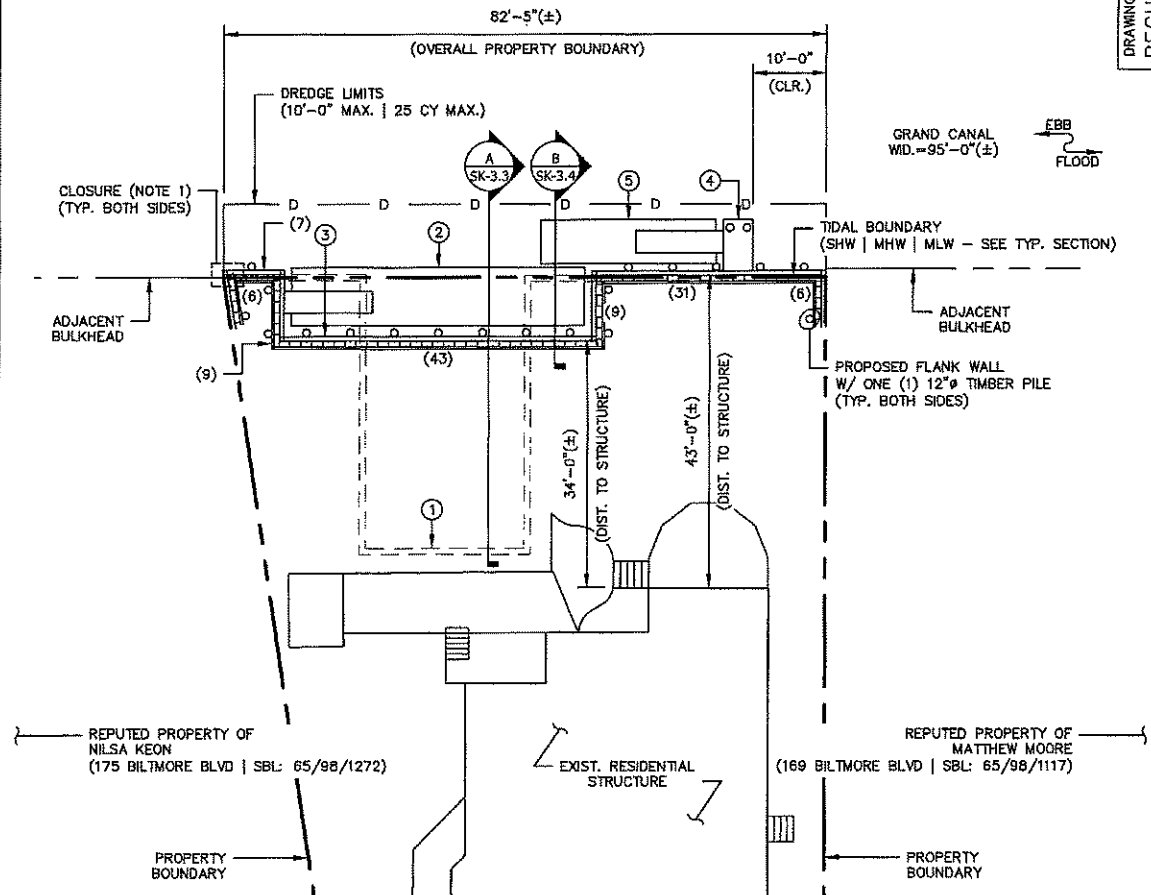 82'-5"(±)
(OVERALL PROPERTY BOUNDARY)
10'-0"
(CLR.)
DRAWING
DREDGE LIMITS
(10'-0" MAX. | 25 CY MAX.)
GRAND CANAL
WID.=95'-0"(±)
EBB
FLOOD
A
SK-3.3
B
SK-3.4
CLOSURE (NOTE 1)
(TYP. BOTH SIDES)
5
4
D D D D D D
(7)
3
2
TIDAL BOUNDARY
(SHW | MHW | MLW - SEE TYP. SECTION)
(6)
(31)
(6)
ADJACENT
BULKHEAD
(9)
ADJACENT
BULKHEAD
(9)
(43)
PROPOSED FLANK WALL
W/ ONE (1) 12"ø TIMBER PILE
(TYP. BOTH SIDES)
34'-0"(±)
(DIST. TO STRUCTURE)
43'-0"(±)
(DIST. TO STRUCTURE)
1
REPUTED PROPERTY OF
NILSA KEON
(175 BILTMORE BLVD | SBL: 65/98/1272)
REPUTED PROPERTY OF
MATTHEW MOORE
(169 BILTMORE BLVD | SBL: 65/98/1117)
EXIST. RESIDENTIAL
STRUCTURE
PROPERTY
BOUNDARY
PROPERTY
BOUNDARY